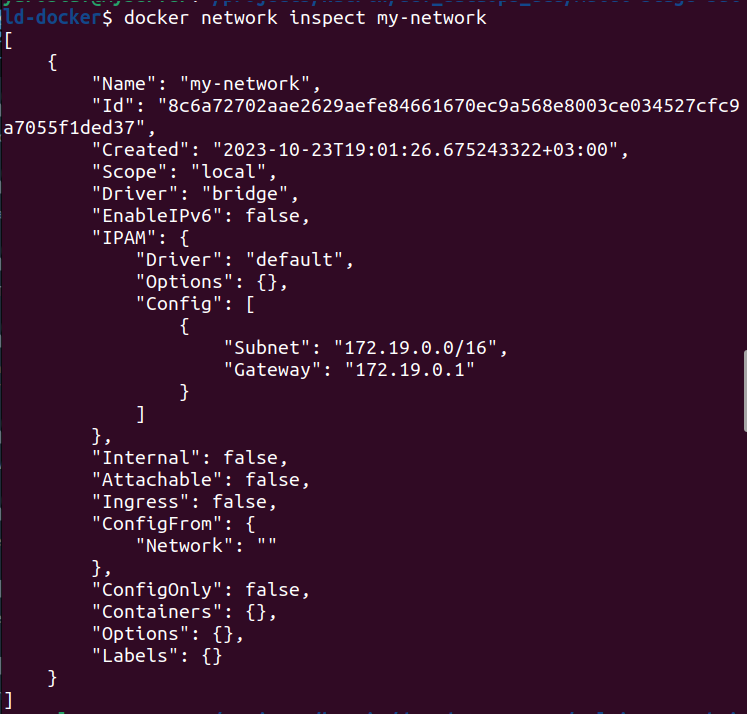 ld-docker$ docker network inspect my-network
[
    {
        "Name": "my-network",
        "Id": "8c6a72702aae2629aefe84661670ec9a568e8003ce034527cfc9
a7055f1ded37",
        "Created": "2023-10-23T19:01:26.675243322+03:00",
        "Scope": "local",
        "Driver": "bridge",
        "EnableIPv6": false,
        "IPAM": {
            "Driver": "default",
            "Options": {},
            "Config": [
                {
                    "Subnet": "172.19.0.0/16",
                    "Gateway": "172.19.0.1"
                }
            ]
        },
        "Internal": false,
        "Attachable": false,
        "Ingress": false,
        "ConfigFrom": {
            "Network": ""
        },
        "ConfigOnly": false,
        "Containers": {},
        "Options": {},
        "Labels": {}
    }
]